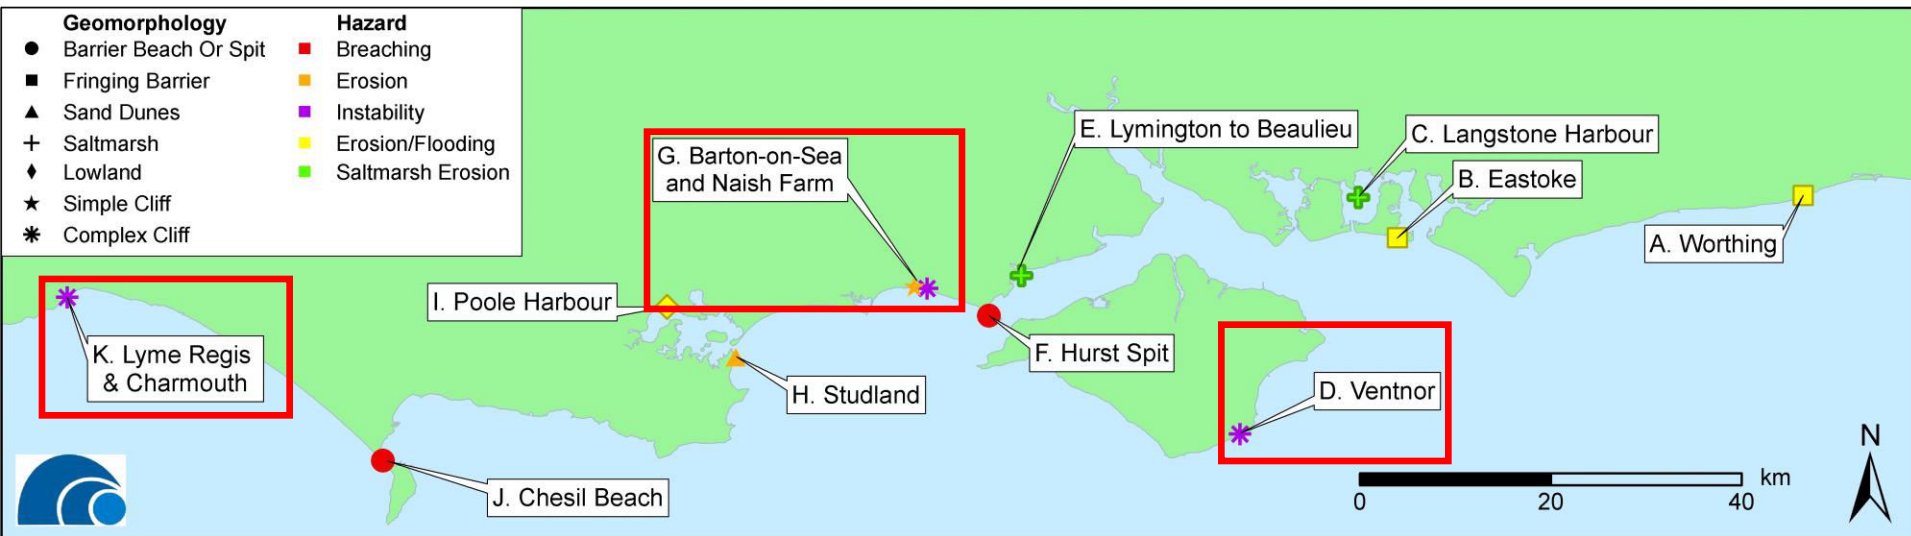 Geomorphology
Barrier Beach Or Spit
Fringing Barrier
Sand Dunes
Saltmarsh
Lowland
Simple Cliff
Complex Cliff
Hazard
Breaching
Erosion
Instability
Erosion/Flooding
Saltmarsh Erosion
K. Lyme Regis
& Charmouth
J. Chesil Beach
I. Poole Harbour
H. Studland
G. Barton-on-Sea
and Naish Farm
F. Hurst Spit
E. Lymington to Beaulieu
D. Ventnor
C. Langstone Harbour
B. Eastoke
A. Worthing
N
km
0 20 40